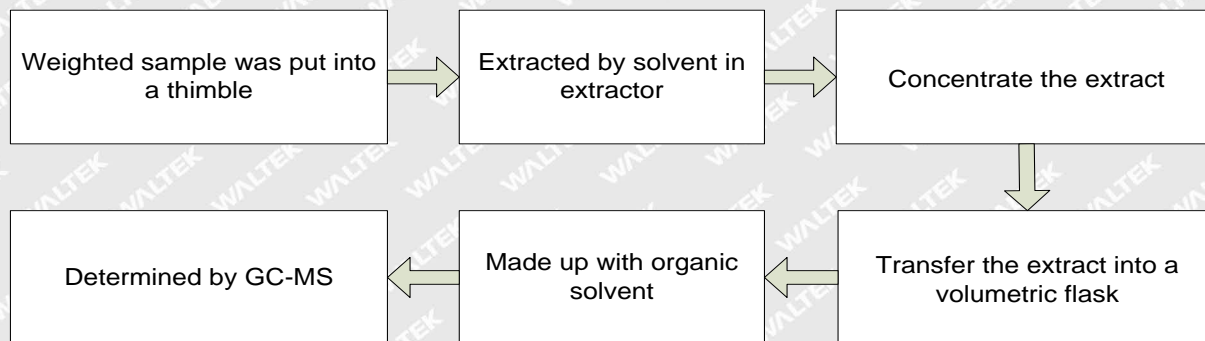 Weighted sample was put into
a thimble
Extracted by solvent in
extractor
Concentrate the extract
Transfer the extract into a
volumetric flask
Made up with organic
solvent
Determined by GC-MS
WALTEK